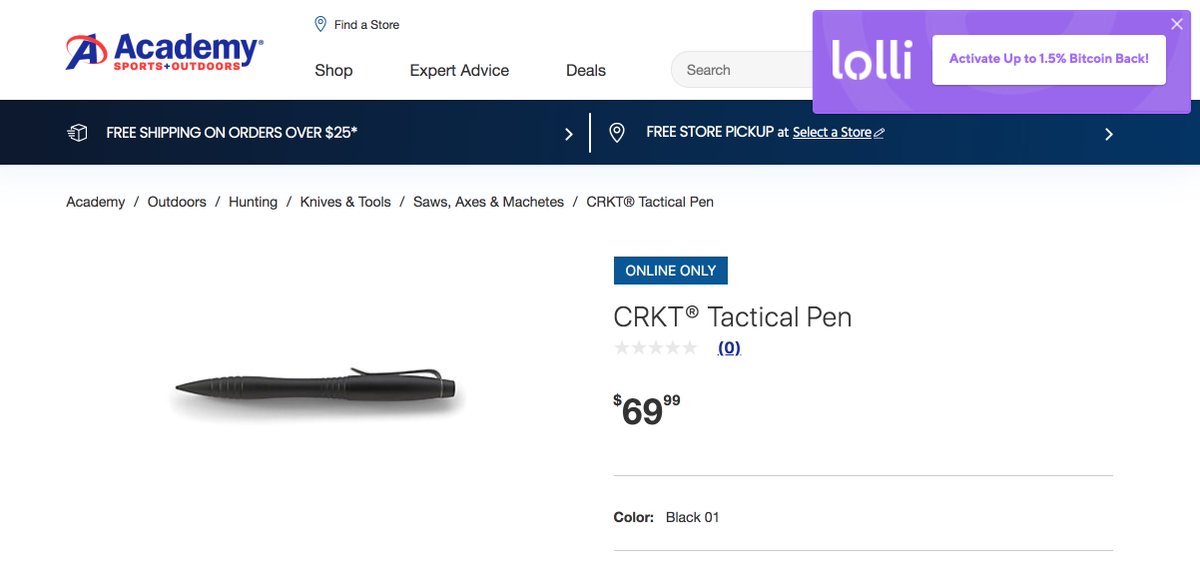 Find a Store
Academy®
SPORTS+OUTDOORS
Shop Expert Advice Deals Search
lolli
Activate Up to 1.5% Bitcoin Back!
FREE SHIPPING ON ORDERS OVER $25*
FREE STORE PICKUP at Select a Store
Academy / Outdoors / Hunting / Knives & Tools / Saws, Axes & Machetes / CRKT® Tactical Pen
ONLINE ONLY
CRKT® Tactical Pen
(0)
$69 99
Color: Black 01